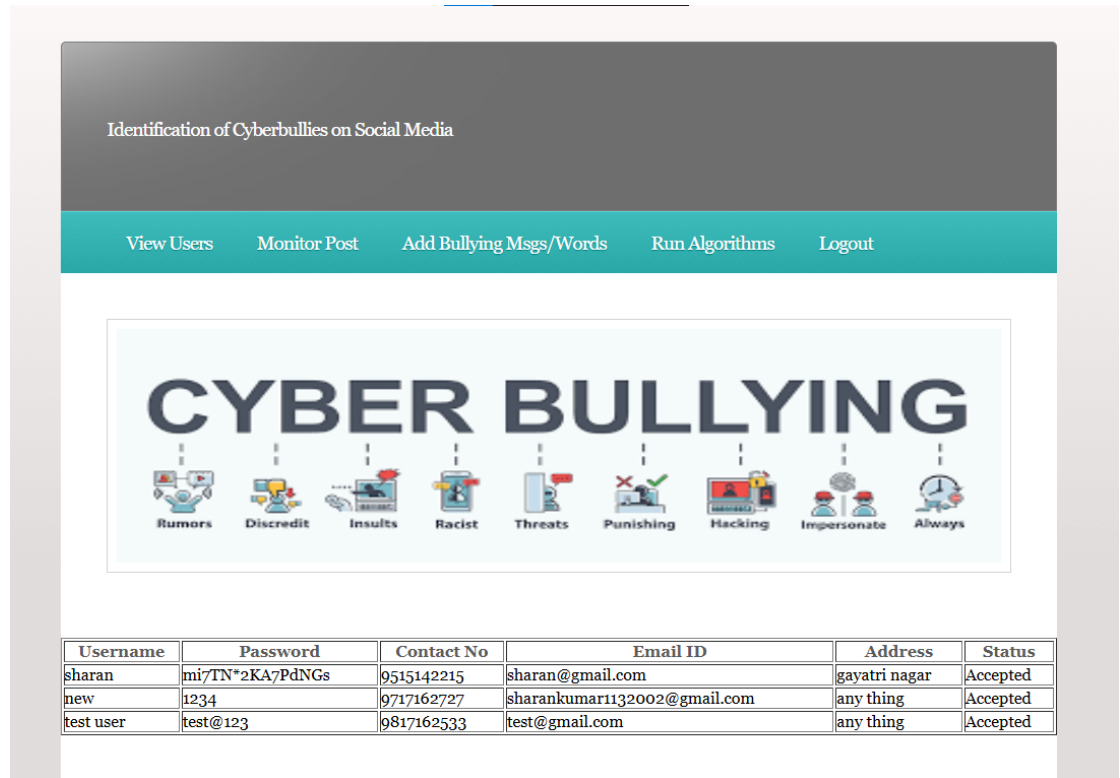 Identification of Cyberbullies on Social Media
View Users Monitor Post Add Bullying Msgs/Words Run Algorithms Logout
CYBER BULLYING
Rumors Discredit Insults Racist Threats Punishing Hacking Impersonate Always
Username Password Contact No Email ID Address Status
sharan mi7TN*2KA7PdNGs 9515142215 sharan@gmail.com gayatri nagar Accepted
new 1234 9717162727 sharankumar1132002@gmail.com any thing Accepted
test user test@123 9817162533 test@gmail.com any thing Accepted